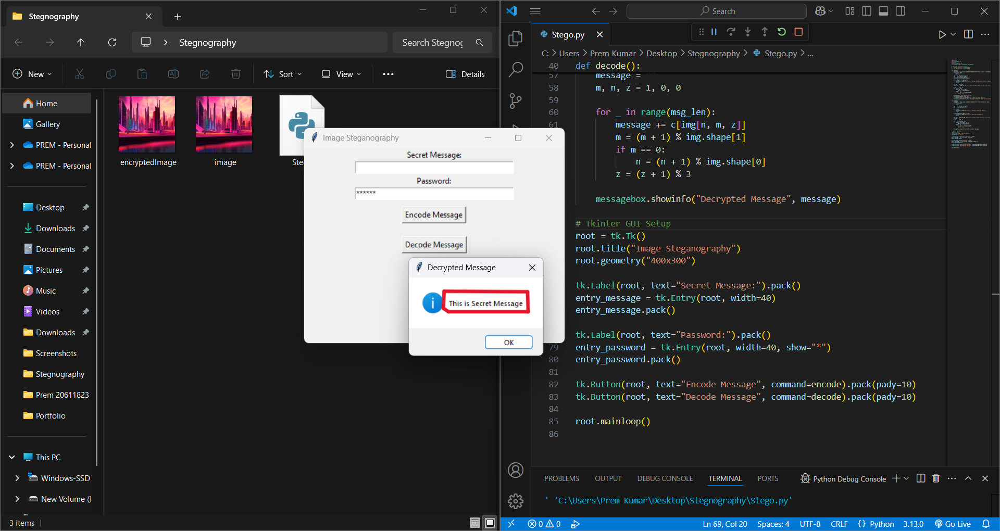 Stegnography
Stegnography
Search Stegnoç
New
Sort
View
Details
Home
Gallery
PREM - Personal
PREM - Personal
Desktop
Downloads
Documents
Pictures
Music
Videos
Downloads
Screenshots
Stegnography
Prem 20611823
Portfolio
This PC
Windows-SSD
New Volume (
3 items
encryptedImage
image
Ste
Image Steganography
Secret Message:
Password:
******
Encode Message
Decode Message
Decrypted Message
This is Secret Message
OK
Search
Stego.py
C: > Users > Prem Kumar > Desktop > Stegnography > Stego.py > ...
40 def decode():
57 message =
58 m, n, z = 1, 0, 0
59
60 for _ in range(msg_len):
61 message += c[img[n, m, z]]
m = (m + 1) % img.shape[1]
if m == 0:
n = (n + 1) % img.shape[0]
z = (z + 1) % 3
messagebox.showinfo("Decrypted Message", message)
# Tkinter GUI Setup
root = tk.Tk()
root.title("Image Steganography")
root.geometry("400x300")
tk.Label(root, text="Secret Message:").pack()
entry_message = tk.Entry(root, width=40)
entry_message.pack()
tk.Label(root, text="Password:").pack()
79 entry_password = tk.Entry(root, width=40, show="*")
80 entry_password.pack()
81
82 tk.Button(root, text="Encode Message", command=encode).pack(pady=10)
83 tk.Button(root, text="Decode Message", command=decode).pack(pady=10)
84
85 root.mainloop()
86
PROBLEMS OUTPUT DEBUG CONSOLE TERMINAL PORTS Python Debug Console
' 'C:\Users\Prem Kumar\Desktop\Stegnography\Stego.py'
0 0 Ln 69, Col 20 Spaces: 4 UTF-8 CRLF {} Python 3.13.0 Go Live